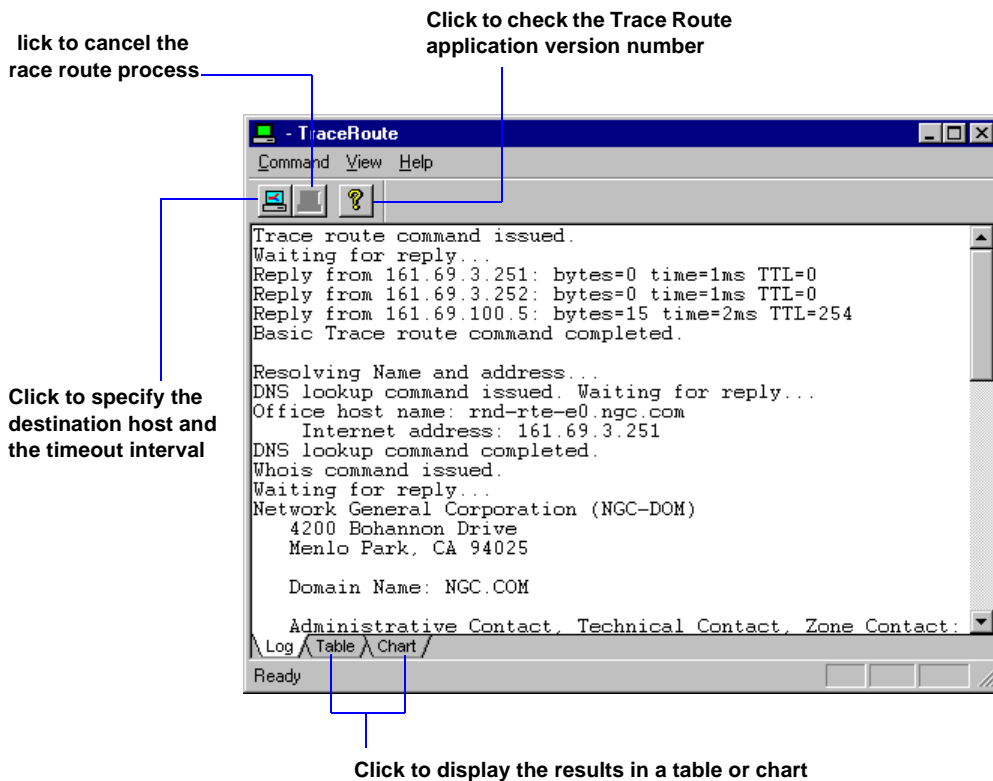 Click to check the Trace Route
application version number
lick to cancel the
race route process
- TraceRoute
Command View Help
Trace route command issued.
Waiting for reply...
Reply from 161.69.3.251: bytes=0 time=1ms TTL=0
Reply from 161.69.3.252: bytes=0 time=1ms TTL=0
Reply from 161.69.100.5: bytes=15 time=2ms TTL=254
Basic Trace route command completed.
Resolving Name and address...
DNS lookup command issued. Waiting for reply...
Office host name: rnd-rte-e0.ngc.com
Internet address: 161.69.3.251
DNS lookup command completed.
Whois command issued.
Waiting for reply...
Network General Corporation (NGC-DOM)
4200 Bohannon Drive
Menlo Park, CA 94025
Domain Name: NGC.COM
Administrative Contact, Technical Contact, Zone Contact:
Log Table Chart
Ready
Click to specify the
destination host and
the timeout interval
Click to display the results in a table or chart